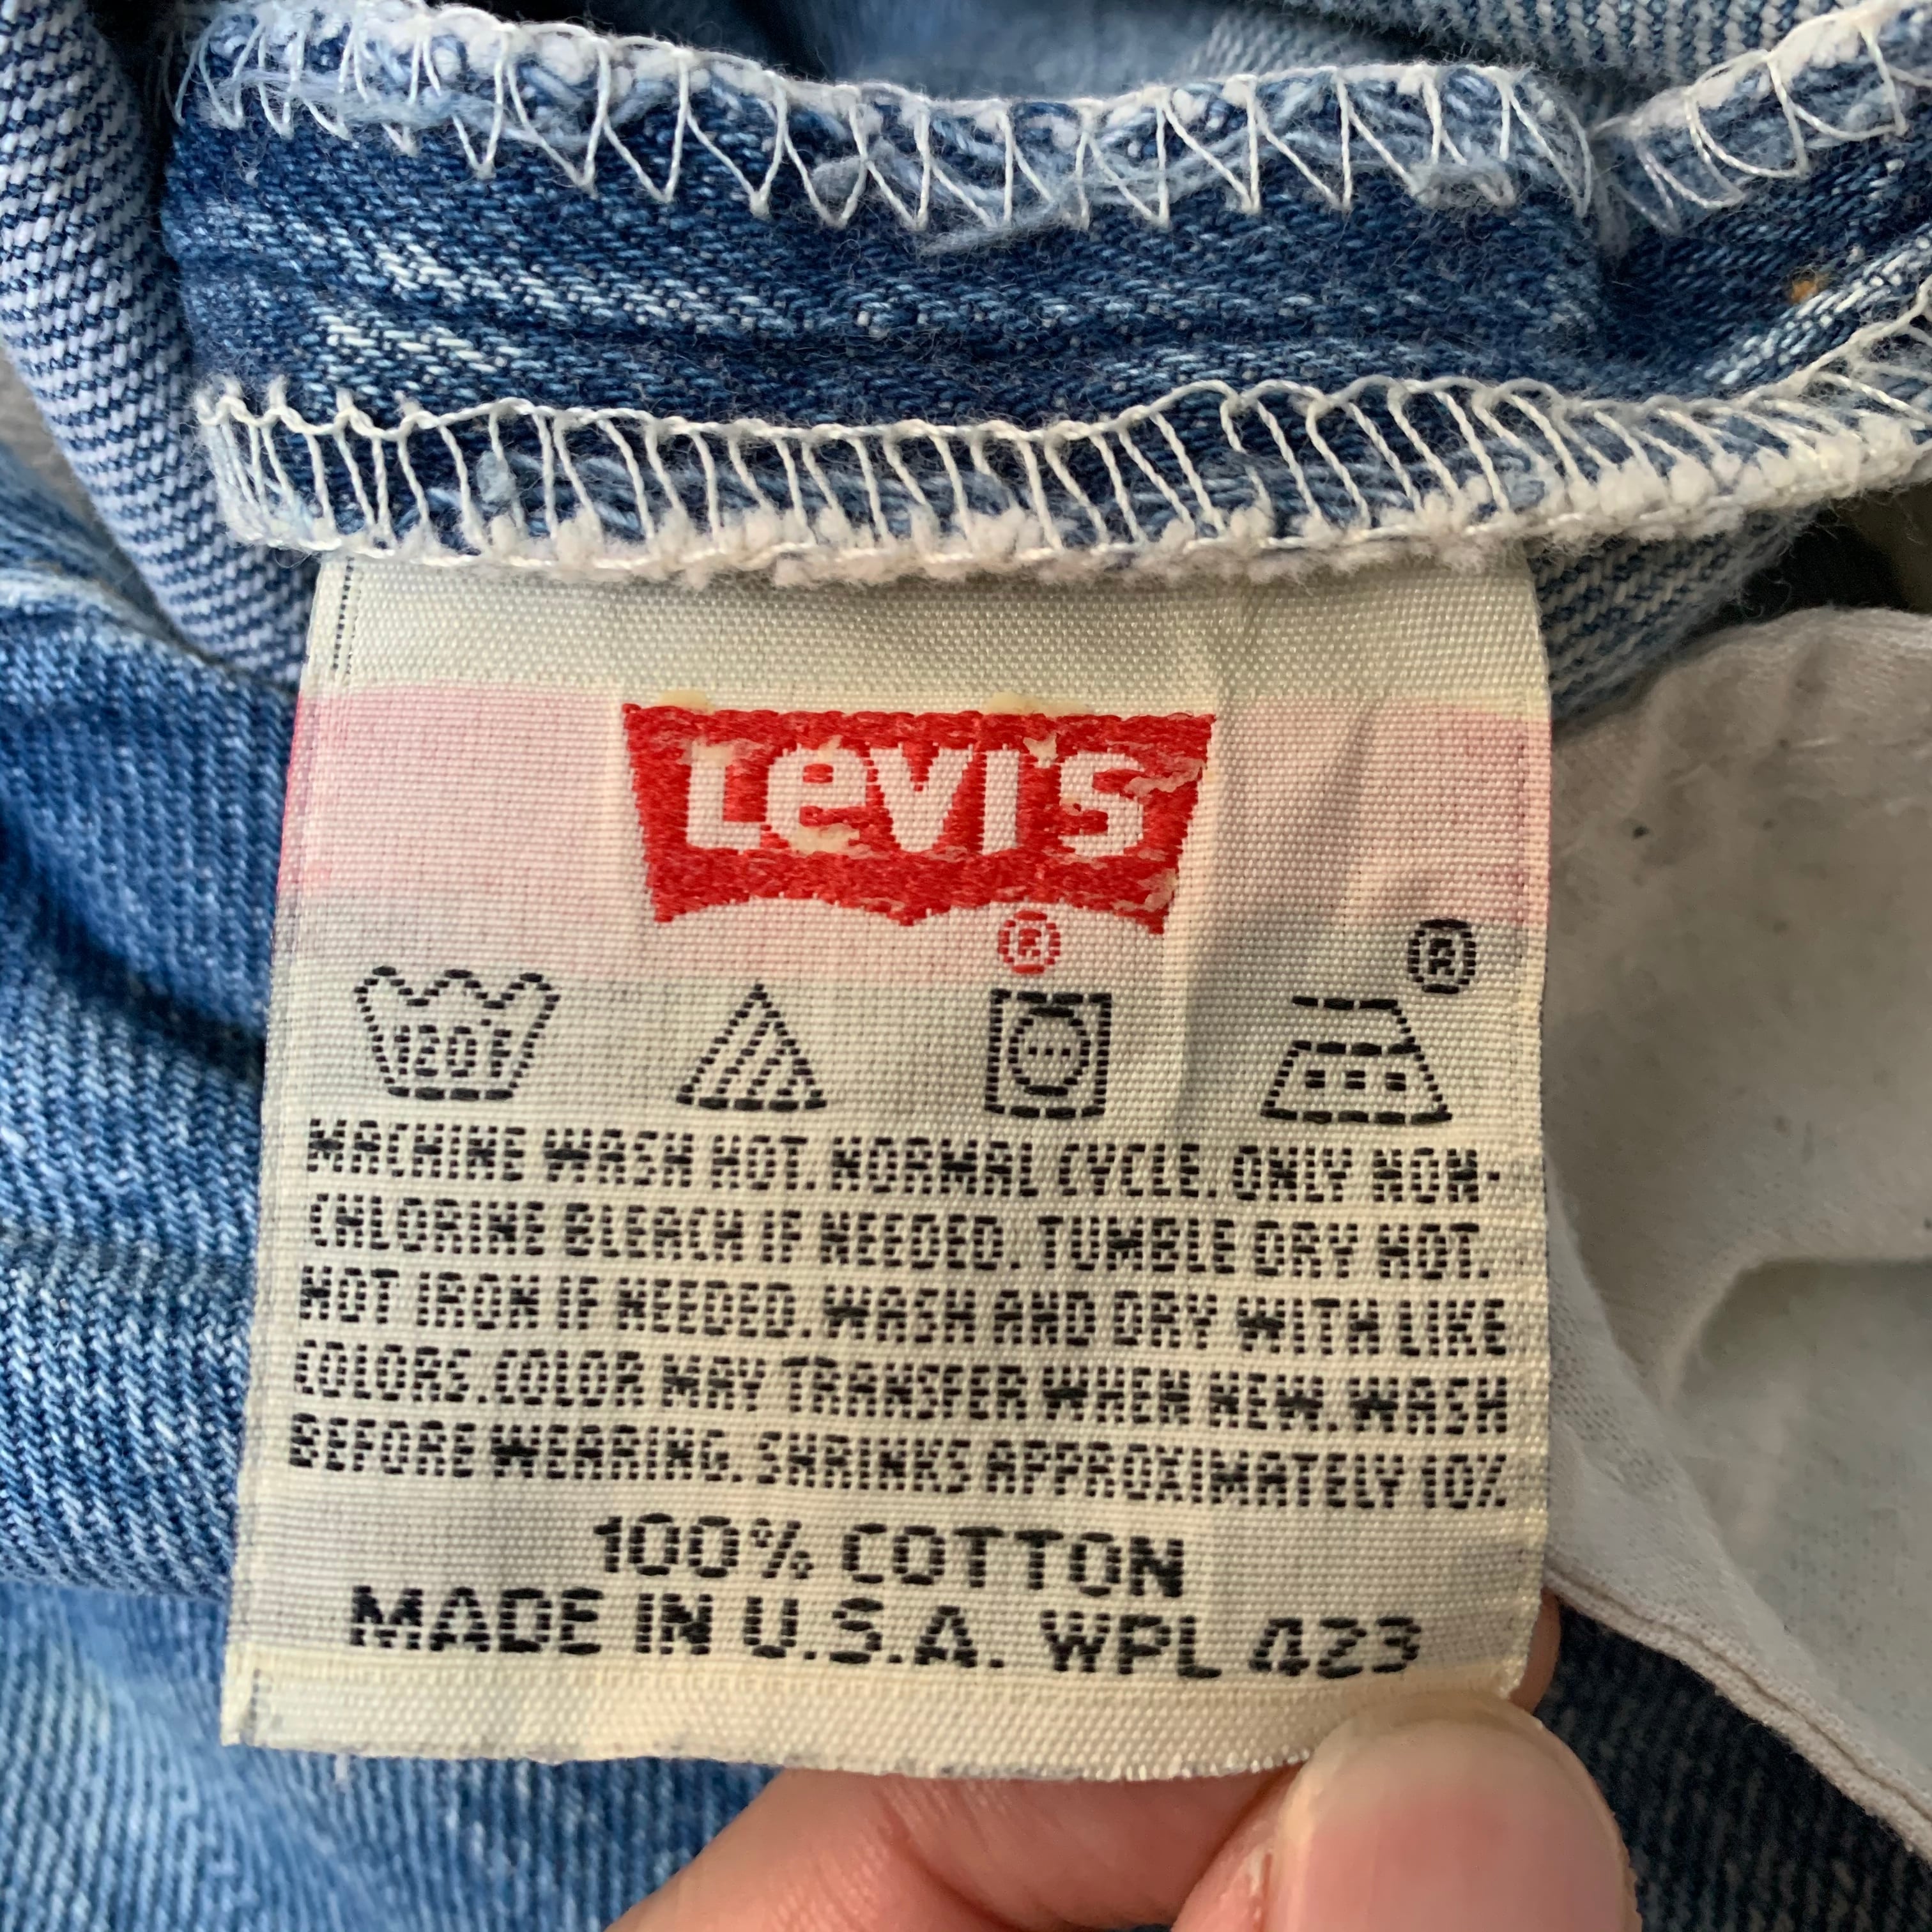 Levi's
®
®
120°F
MACHINE WASH HOT. NORMAL CYCLE. ONLY NON-
CHLORINE BLEACH IF NEEDED. TUMBLE DRY HOT.
HOT IRON IF NEEDED. WASH AND DRY WITH LIKE
COLORS. COLOR MAY TRANSFER WHEN NEW. WASH
BEFORE WEARING. SHRINKS APPROXIMATELY 10%
100% COTTON
MADE IN U.S.A. WPL 423